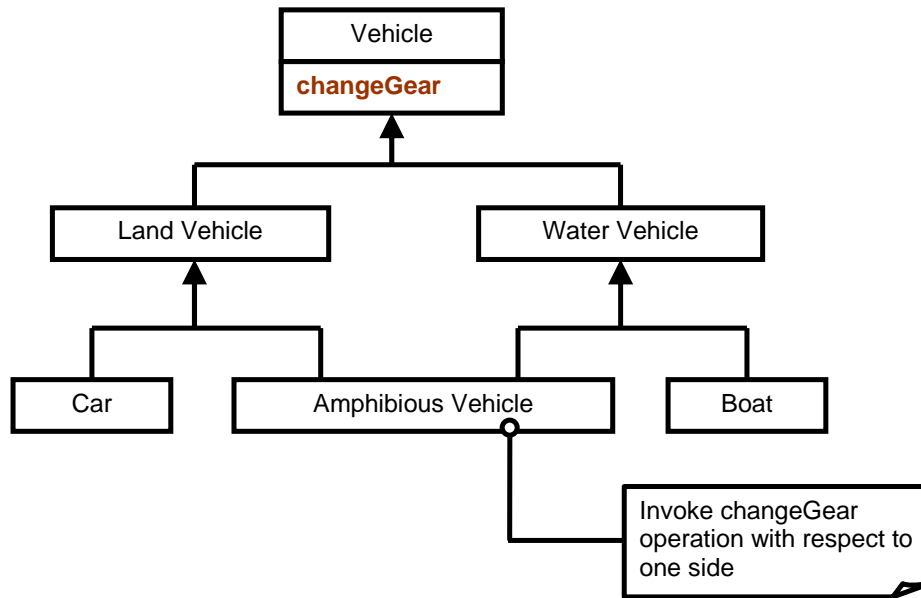 Vehicle
changeGear
Land Vehicle
Water Vehicle
Car
Amphibious Vehicle
Boat
Invoke changeGear
operation with respect to
one side